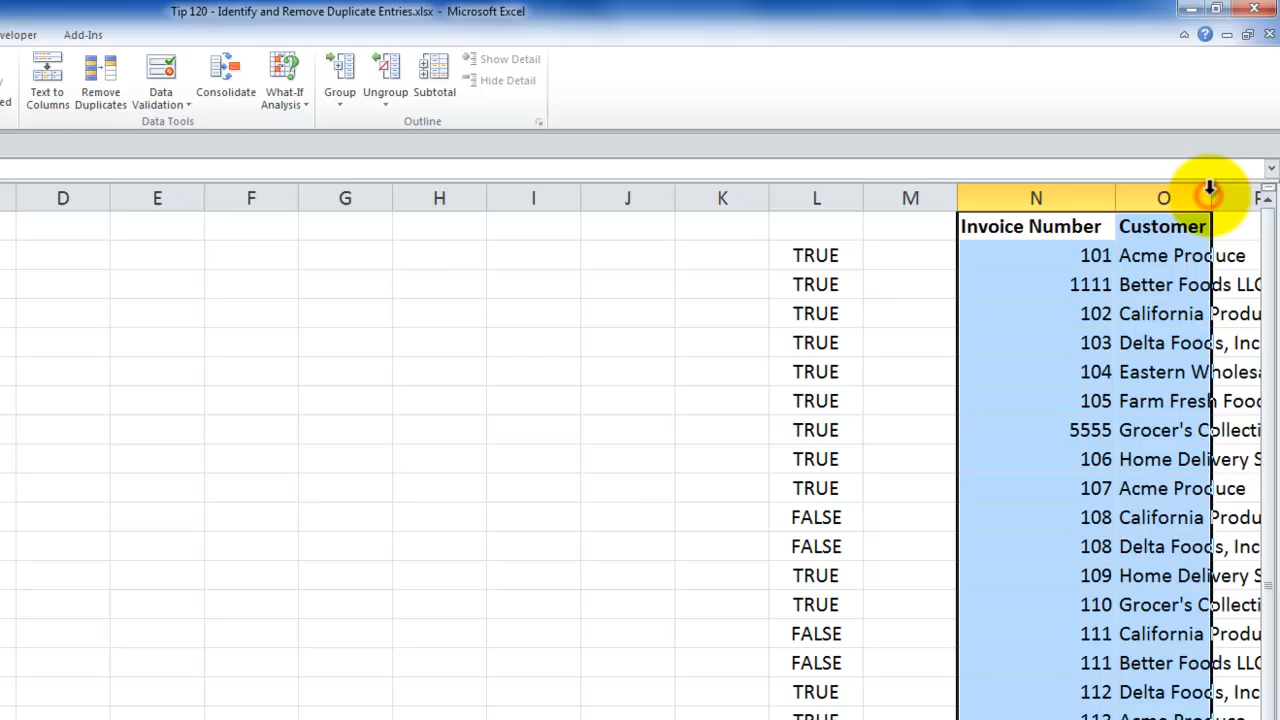 Tip 120 - Identify and Remove Duplicate Entries.xlsx - Microsoft Excel
veloper Add-Ins
Text to Columns Remove Duplicates Data Validation Consolidate What-If Analysis Group Ungroup Subtotal Show Detail
Hide Detail
Data Tools Outline
D E F G H I J K L M N O
Invoice Number Customer
TRUE 101 Acme Produce
TRUE 1111 Better Foods LLC
TRUE 102 California Produ
TRUE 103 Delta Foods, Inc
TRUE 104 Eastern Wholesa
TRUE 105 Farm Fresh Food
TRUE 5555 Grocer's Collecti
TRUE 106 Home Delivery S
TRUE 107 Acme Produce
FALSE 108 California Produ
FALSE 108 Delta Foods, Inc
TRUE 109 Home Delivery S
TRUE 110 Grocer's Collecti
FALSE 111 California Produ
FALSE 111 Better Foods LLC
TRUE 112 Delta Foods, Inc
TRUE 113 Acme Produce